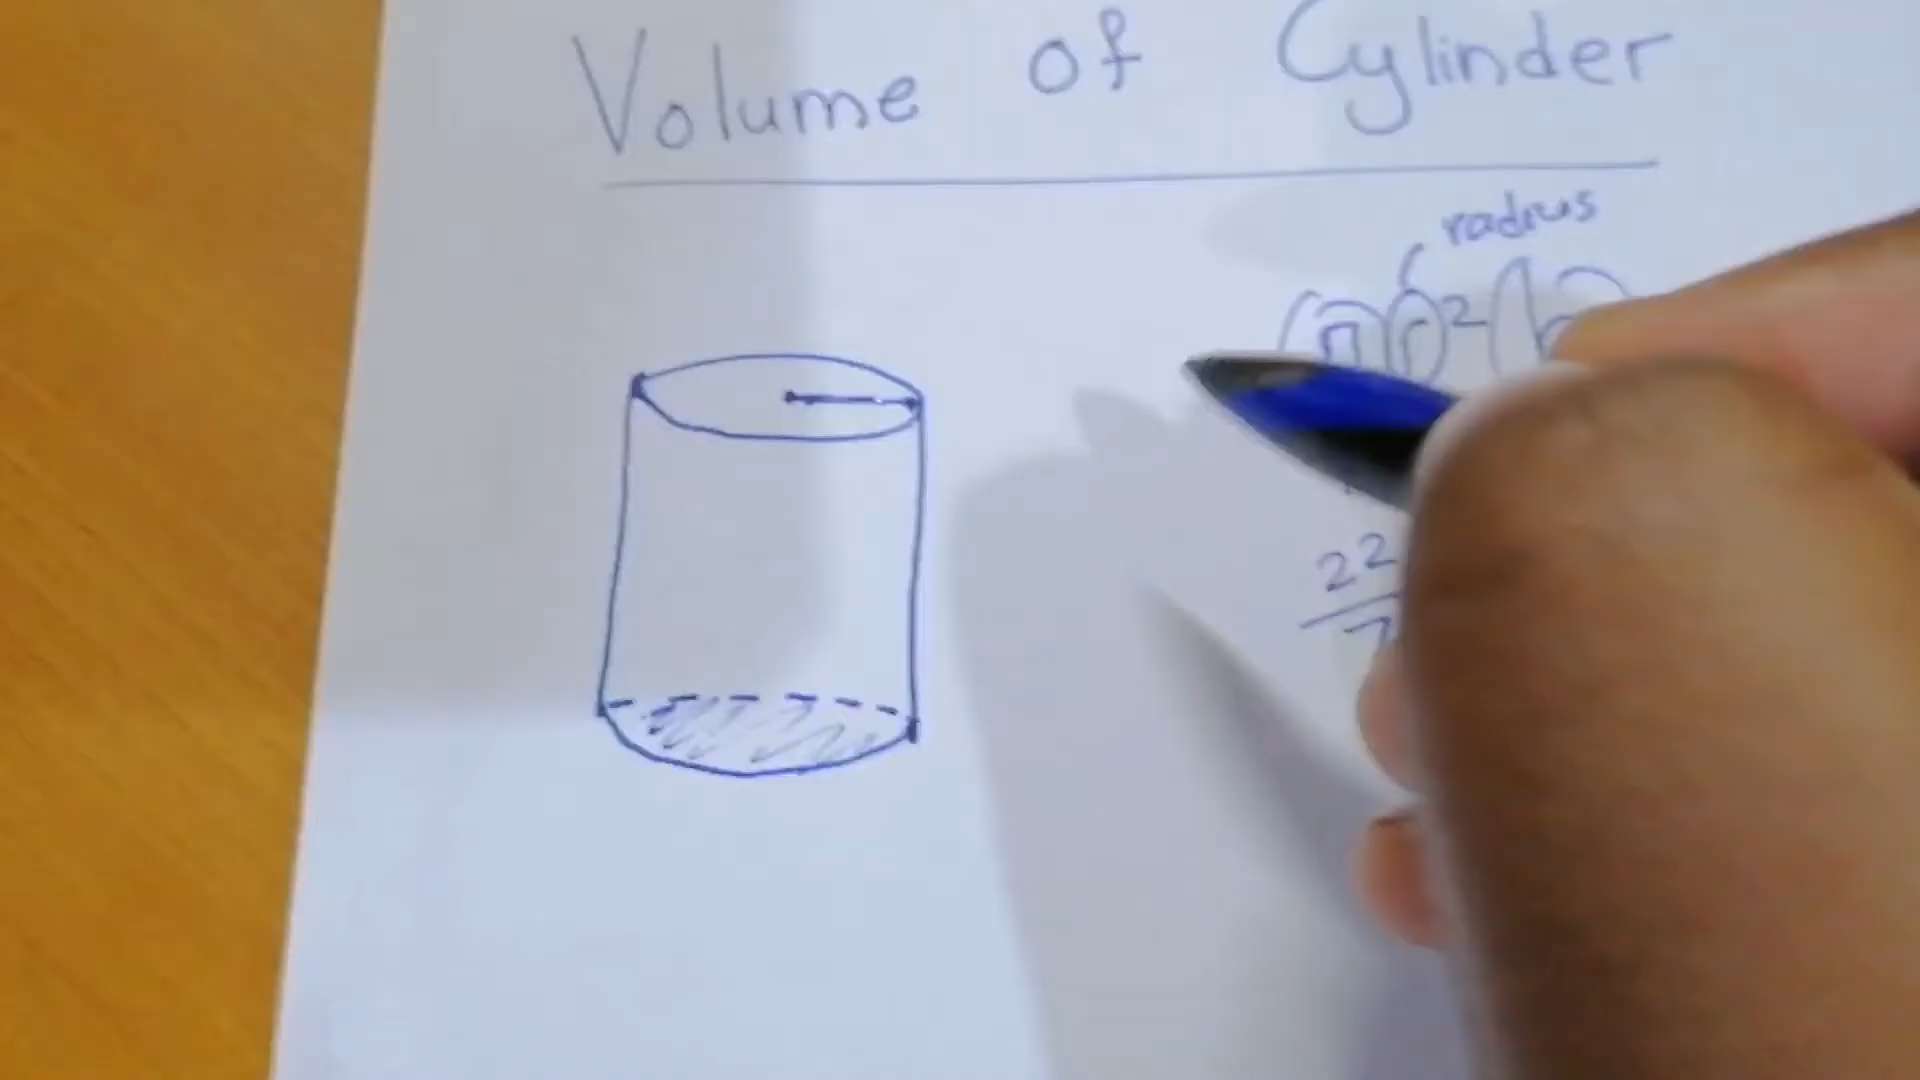 Volume of Cylinder
radius
πr²h
22
7